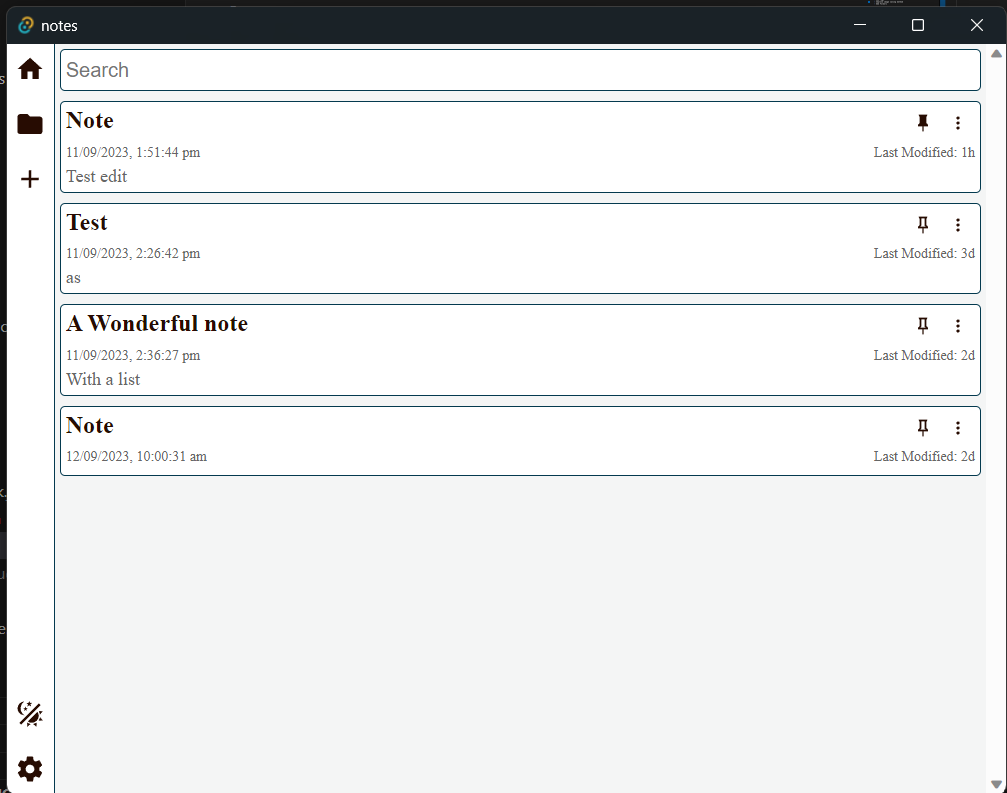 notes
Search
Note
11/09/2023, 1:51:44 pm
Last Modified: 1h
Test edit
Test
11/09/2023, 2:26:42 pm
Last Modified: 3d
as
A Wonderful note
11/09/2023, 2:36:27 pm
Last Modified: 2d
With a list
Note
12/09/2023, 10:00:31 am
Last Modified: 2d